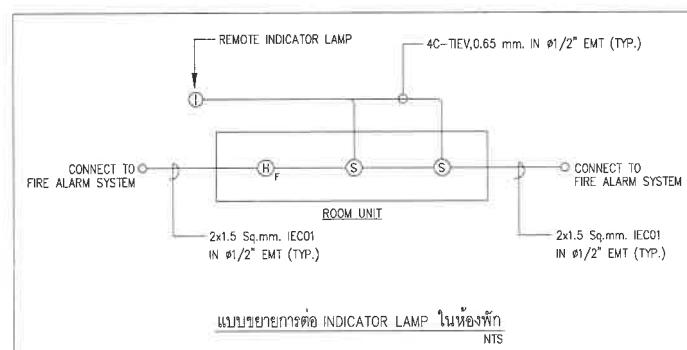 REMOTE INDICATOR LAMP
4C-TIEV,0.65 mm. IN ø1/2" EMT (TYP.)
I
CONNECT TO
FIRE ALARM SYSTEM
H
F
S
S
CONNECT TO
FIRE ALARM SYSTEM
ROOM UNIT
2x1.5 Sq.mm. IEC01
IN ø1/2" EMT (TYP.)
2x1.5 Sq.mm. IEC01
IN ø1/2" EMT (TYP.)
แบบขยายการต่อ INDICATOR LAMP ในห้องพัก
NTS